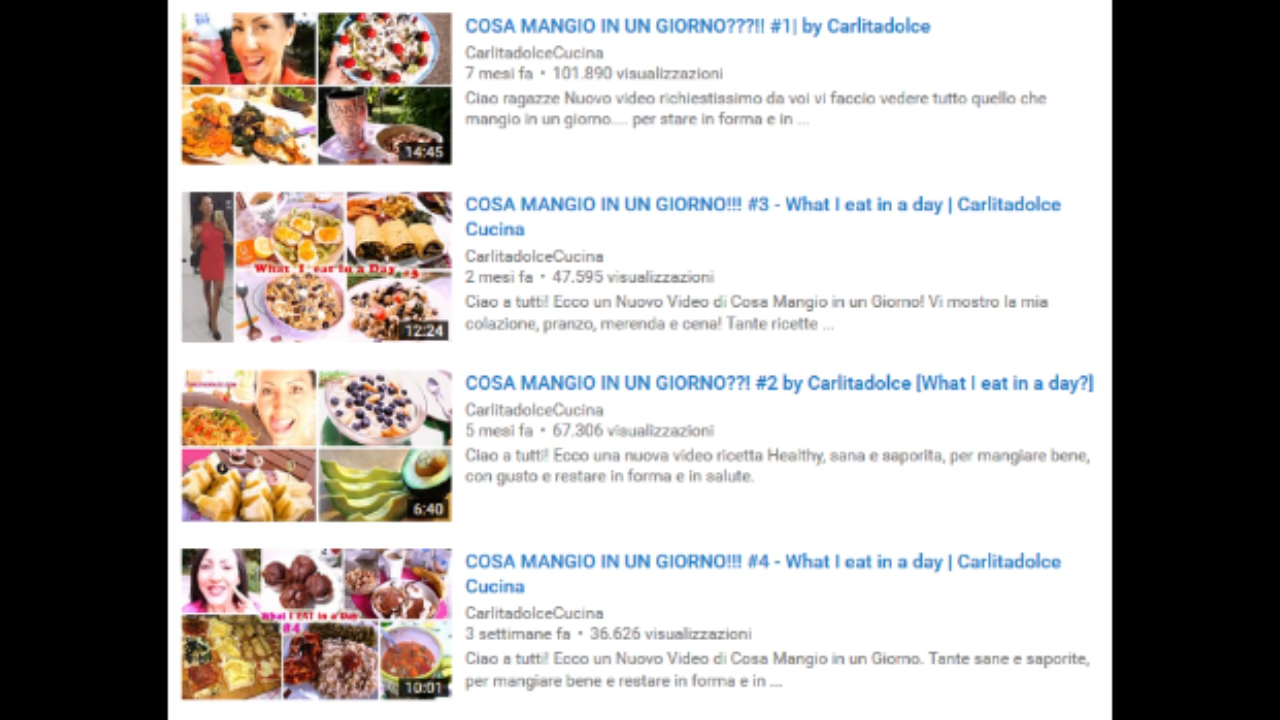 COSA MANGIO IN UN GIORNO???!! #1| by Carlitadolce
CarlitadolceCucina
7 mesi fa • 101.890 visualizzazioni
Ciao ragazze Nuovo video richiestissimo da voi vi faccio vedere tutto quello che
mangio in un giorno.... per stare in forma e in ...
14:45
COSA MANGIO IN UN GIORNO!!! #3 - What I eat in a day | Carlitadolce
Cucina
CarlitadolceCucina
2 mesi fa • 47.595 visualizzazioni
Ciao a tutti! Ecco un Nuovo Video di Cosa Mangio in un Giorno! Vi mostro la mia
colazione, pranzo, merenda e cena! Tante ricette ...
What I eat in a Day #3
12:24
COSA MANGIO IN UN GIORNO??! #2 by Carlitadolce [What I eat in a day?]
CarlitadolceCucina
5 mesi fa • 67.306 visualizzazioni
Ciao a tutti! Ecco una nuova video ricetta Healthy, sana e saporita, per mangiare bene,
con gusto e restare in forma e in salute.
6:40
COSA MANGIO IN UN GIORNO!!! #4 - What I eat in a day | Carlitadolce
Cucina
CarlitadolceCucina
3 settimane fa • 36.626 visualizzazioni
Ciao a tutti! Ecco un Nuovo Video di Cosa Mangio in un Giorno. Tante sane e saporite,
per mangiare bene e restare in forma e in ...
What I EAT in a Day
#4
10:01